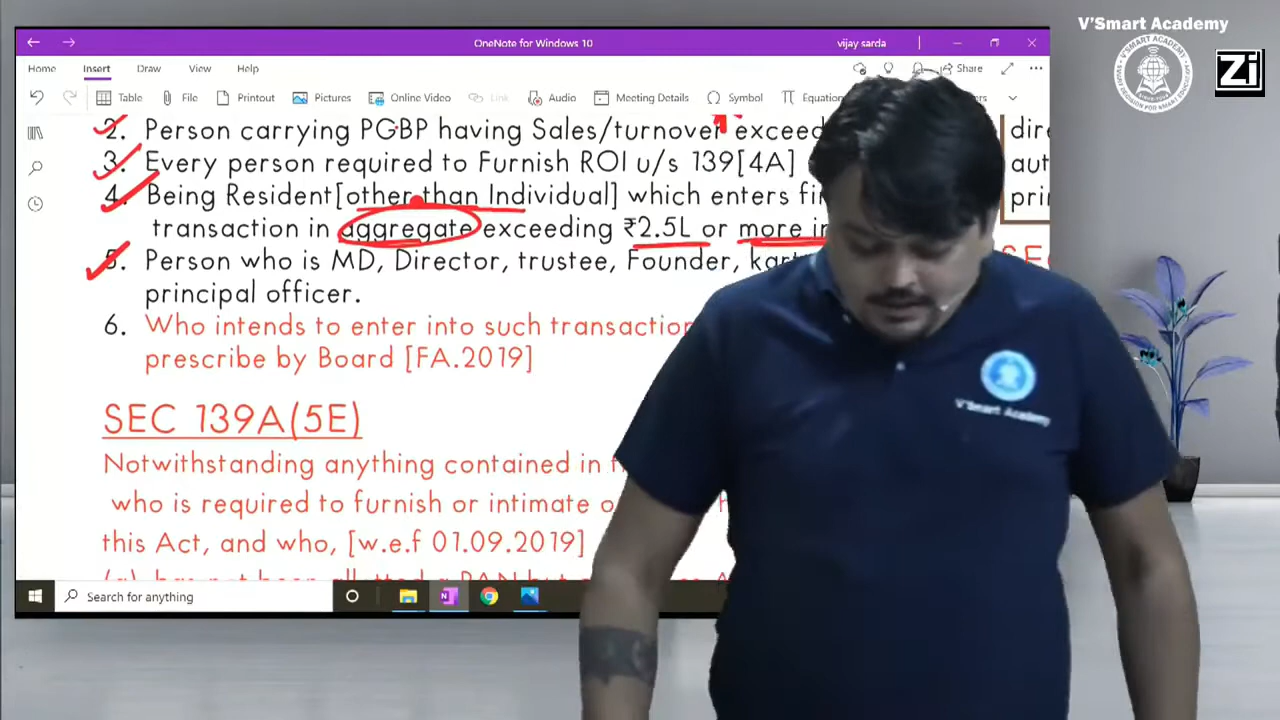 V'Smart Academy
OneNote for Windows 10
vijay sarda
Home Insert Draw View Help
Share
Table File Printout Pictures Online Video Link Audio Meeting Details Symbol
2. Person carrying PGBP having Sales/turnover exceed
3. Every person required to Furnish ROI u/s 139[4A]
4. Being Resident[other than Individual] which enters
transaction in aggregate exceeding ₹2.5L or more in
5. Person who is MD, Director, trustee, Founder,
principal officer.
6. Who intends to enter into such transaction
prescribe by Board [FA.2019]
SEC 139A(5E)
Notwithstanding anything contained in
who is required to furnish or intimate
this Act, and who, [w.e.f 01.09.2019]
Search for anything
Zi
V'Smart Academy